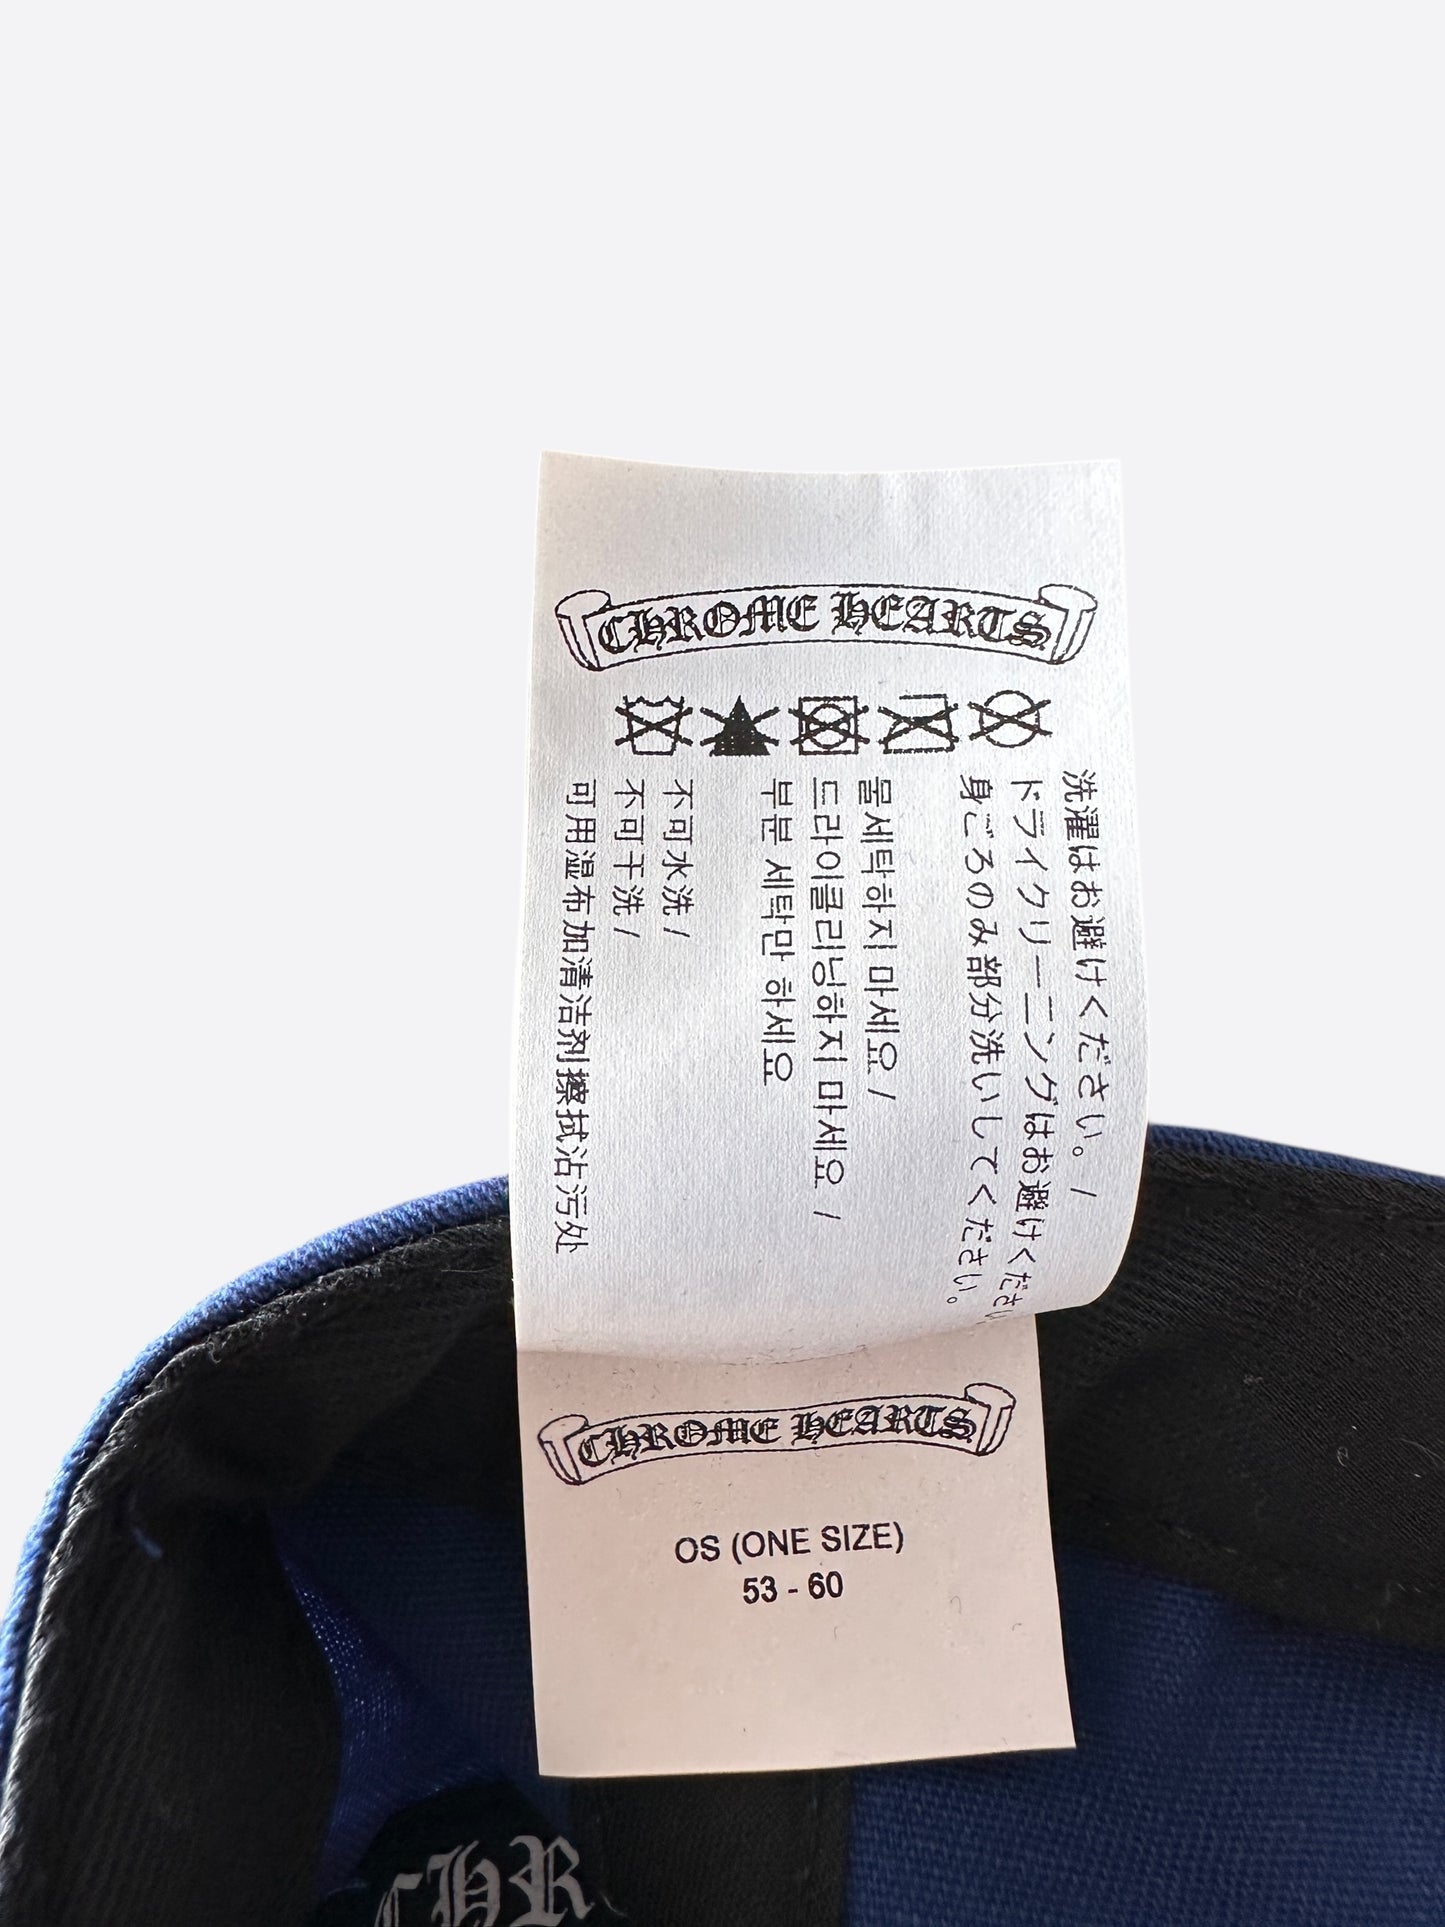 CHROME HEARTS
洗濯はお避けください。 /
ドライクリーニングはお避けくださ
身ごろのみ部分洗いしてください。
물세탁하지 마세요 /
드라이클리닝하지 마세요 /
부분 세탁만 하세요
不可水洗 /
不可干洗 /
可用湿布加清洁剂擦拭沾污处
CHROME HEARTS
OS (ONE SIZE)
53 - 60
CHR